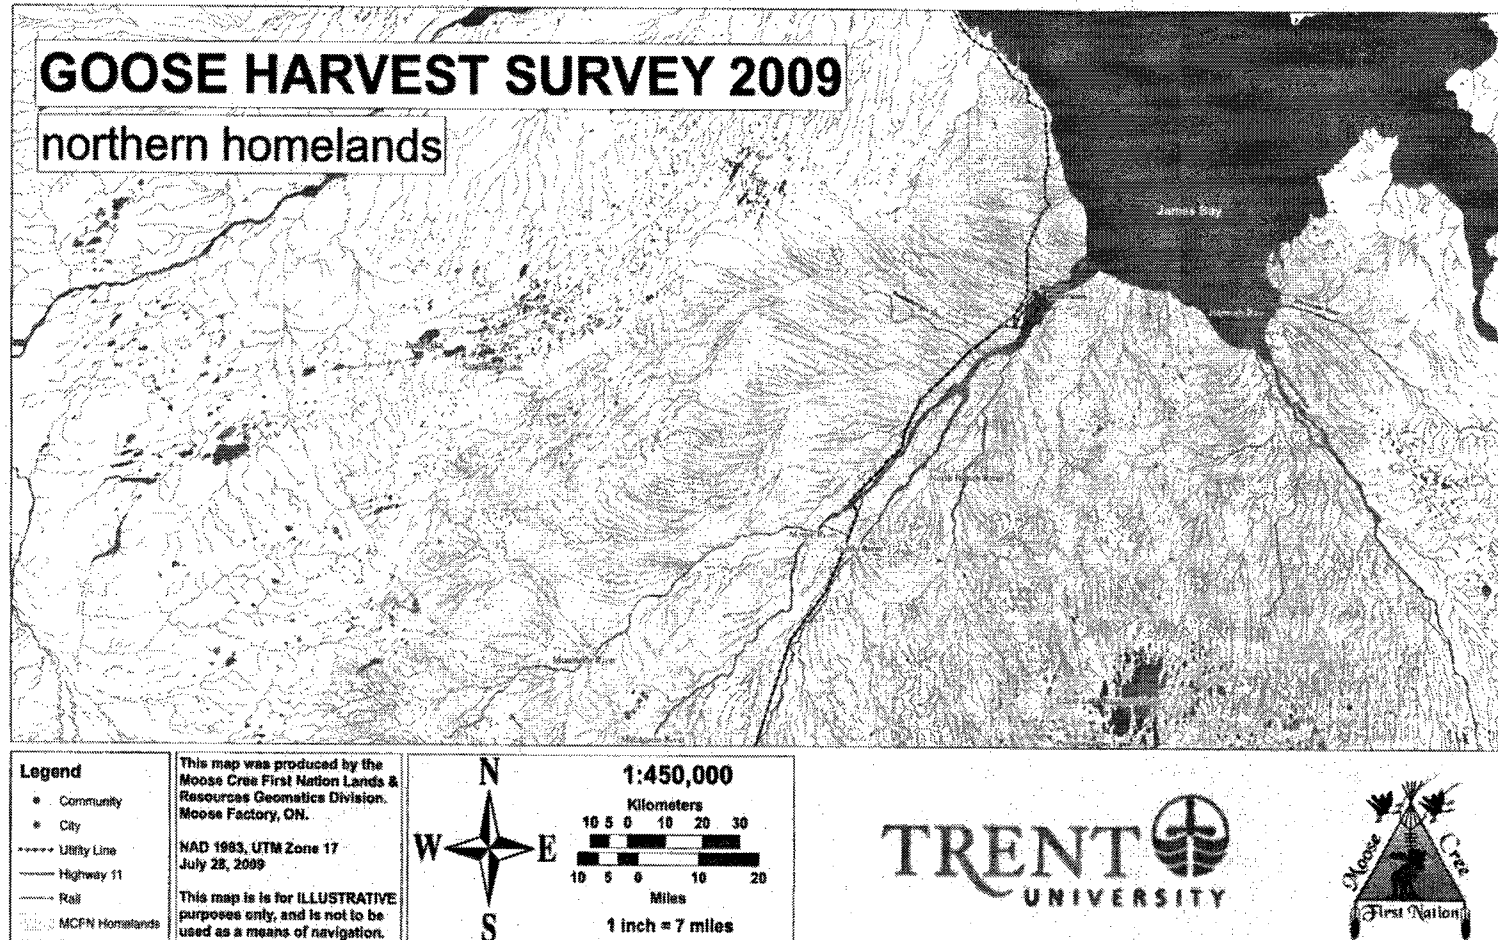 GOOSE HARVEST SURVEY 2009
northern homelands
James Bay
Legend
Community
City
Utility Line
Highway 11
Rail
MCFN Homelands
This map was produced by the
Moose Cree First Nation Lands &
Resources Geomatics Division.
Moose Factory, ON.
NAD 1983, UTM Zone 17
July 28, 2009
This map is is for ILLUSTRATIVE
purposes only, and is not to be
used as a means of navigation.
N
W
E
S
1:450,000
Kilometers
10 5 0 10 20 30
10 5 0 10 20
Miles
1 inch = 7 miles
TRENT
UNIVERSITY
Moose Cree
First Nation